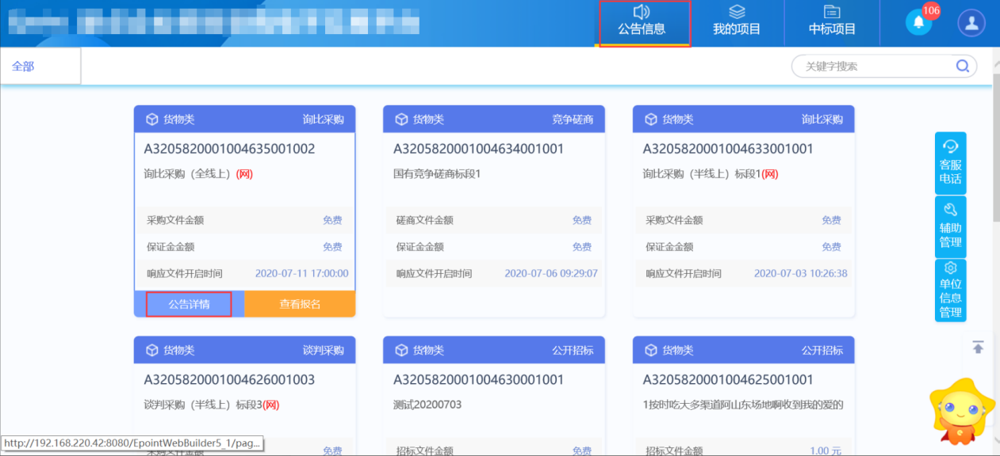 公告信息
我的项目
中标项目
106
全部
关键字搜索
货物类 询比采购
A3205820001004635001002
询比采购（全线上）(网)
采购文件金额 免费
保证金金额 免费
响应文件开启时间 2020-07-11 17:00:00
公告详情 查看报名
货物类 竞争磋商
A3205820001004634001001
国有竞争磋商标段1
磋商文件金额 免费
保证金金额 免费
响应文件开启时间 2020-07-06 09:29:07
货物类 询比采购
A3205820001004633001001
询比采购（半线上）标段1(网)
采购文件金额 免费
保证金金额 免费
响应文件开启时间 2020-07-03 10:26:38
客服
电话
辅助
管理
单位
信息
管理
货物类 谈判采购
A3205820001004626001003
谈判采购（半线上）标段3(网)
采购文件金额 免费
货物类 公开招标
A3205820001004630001001
测试20200703
招标文件金额 免费
货物类 公开招标
A3205820001004625001001
1按时吃大多渠道阿山东场地啊收到我的爱的
招标文件金额 1.00 元
http://192.168.220.42:8080/EpointWebBuilder5_1/pag...